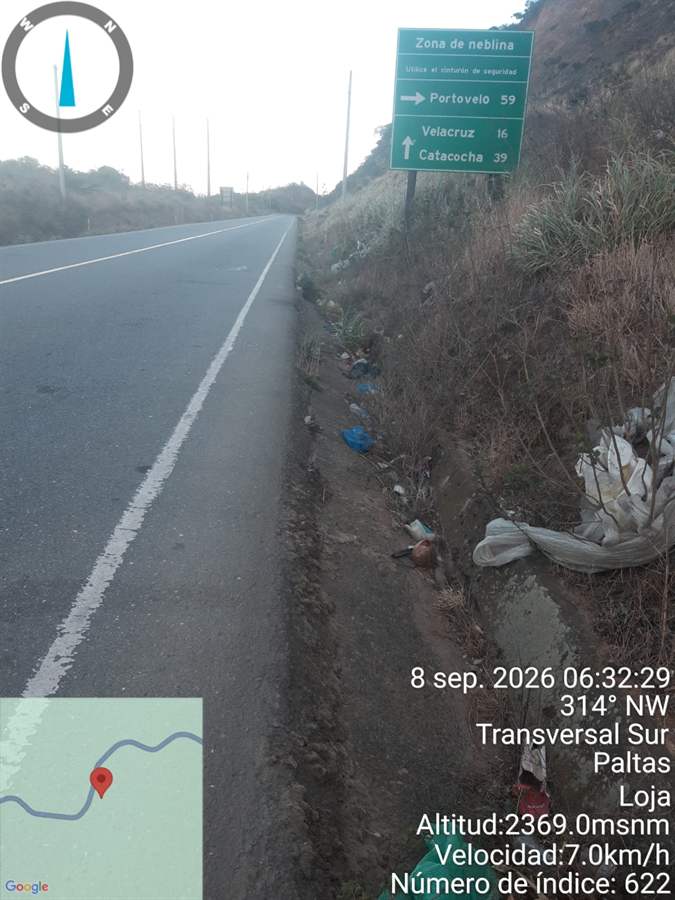 N
W
E
S
Zona de neblina
Utilice el cinturón de seguridad
Portovelo 59
Velacruz 16
Catacocha 39
8 sep. 2026 06:32:29
314° NW
Transversal Sur
Paltas
Loja
Altitud:2369.0msnm
Velocidad:7.0km/h
Número de índice: 622
Google